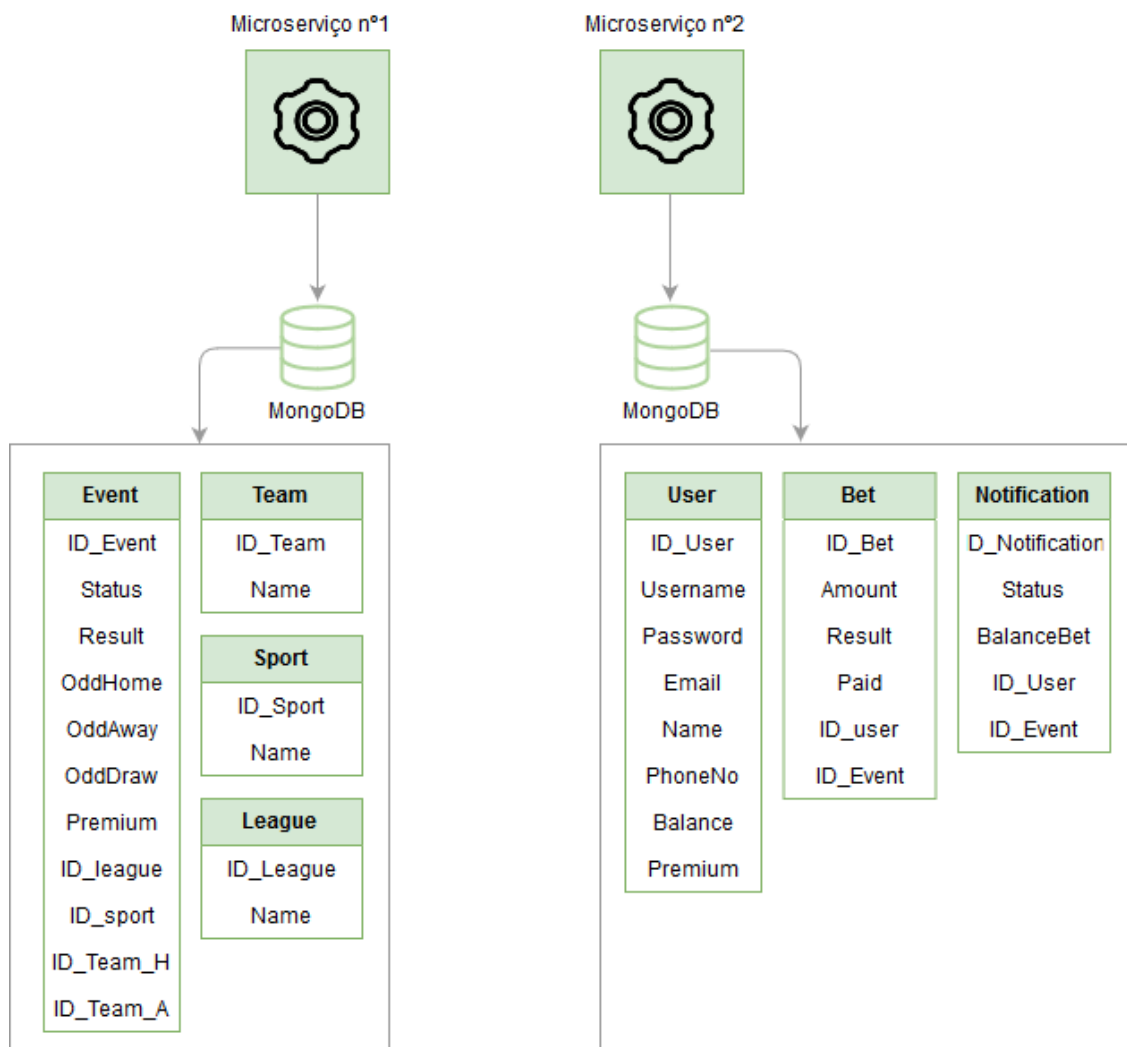 Microserviço nº1
Microserviço nº2
MongoDB
MongoDB
Event
ID_Event
Status
Result
OddHome
OddAway
OddDraw
Premium
ID_league
ID_sport
ID_Team_H
ID_Team_A
Team
ID_Team
Name
Sport
ID_Sport
Name
League
ID_League
Name
User
ID_User
Username
Password
Email
Name
PhoneNo
Balance
Premium
Bet
ID_Bet
Amount
Result
Paid
ID_user
ID_Event
Notification
D_Notification
Status
BalanceBet
ID_User
ID_Event